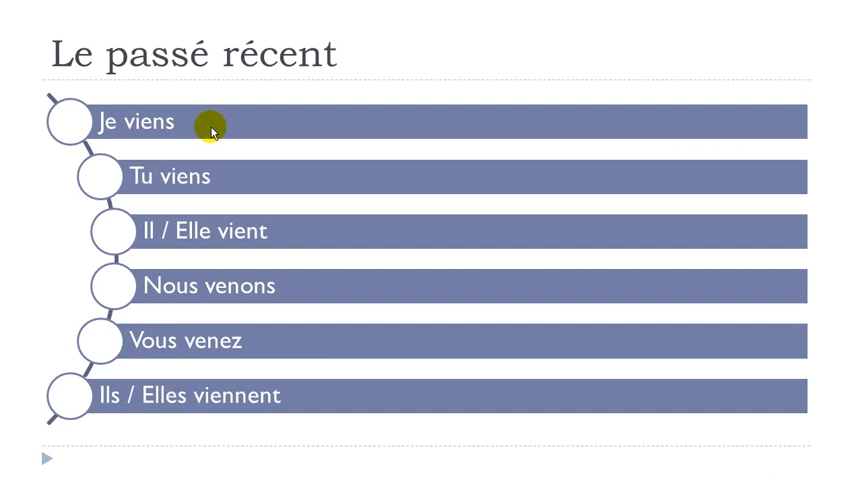 Le passé récent
Je viens
Tu viens
Il / Elle vient
Nous venons
Vous venez
Ils / Elles viennent